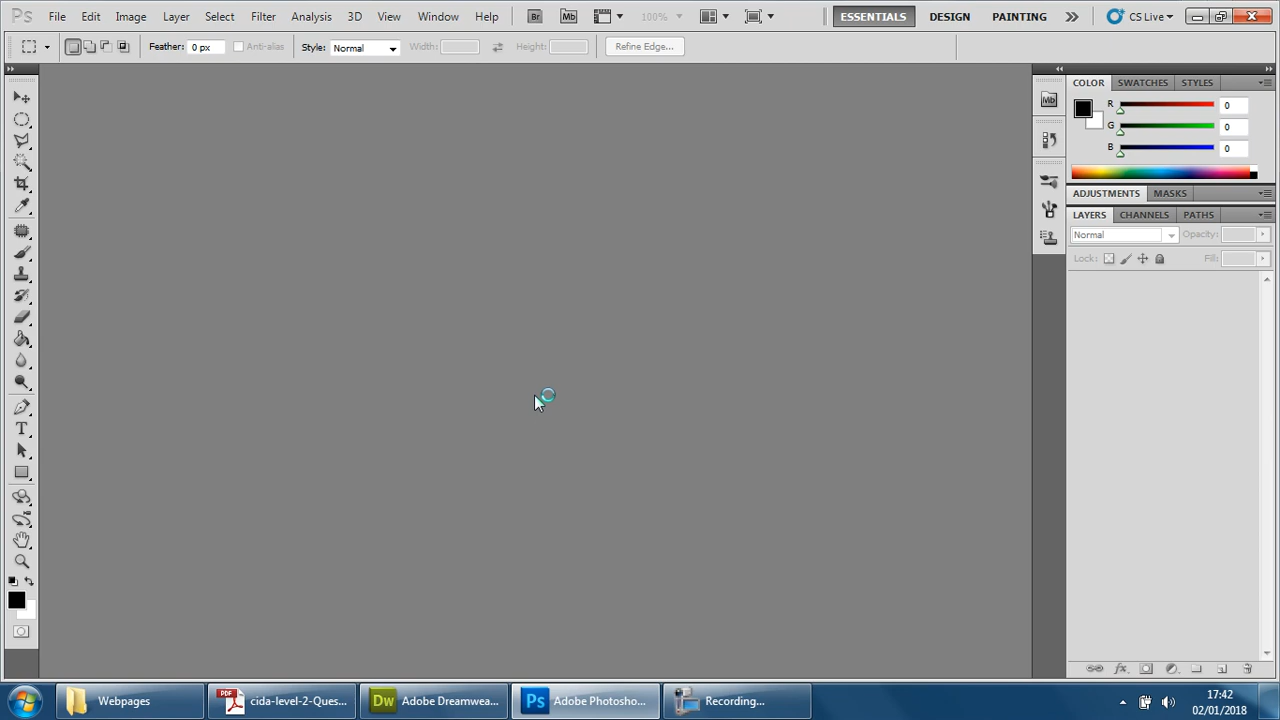 Ps File Edit Image Layer Select Filter Analysis 3D View Window Help Br Mb 100% ESSENTIALS DESIGN PAINTING CS Live
Feather: 0 px Anti-alias Style: Normal Width: Height: Refine Edge...
COLOR SWATCHES STYLES
Mb
R 0
G 0
B 0
ADJUSTMENTS MASKS
LAYERS CHANNELS PATHS
Normal Opacity:
Lock: Fill:
T
fx
Webpages PDF cida-level-2-Ques... Dw Adobe Dreamwea... Ps Adobe Photosho... Recording...
17:42
02/01/2018